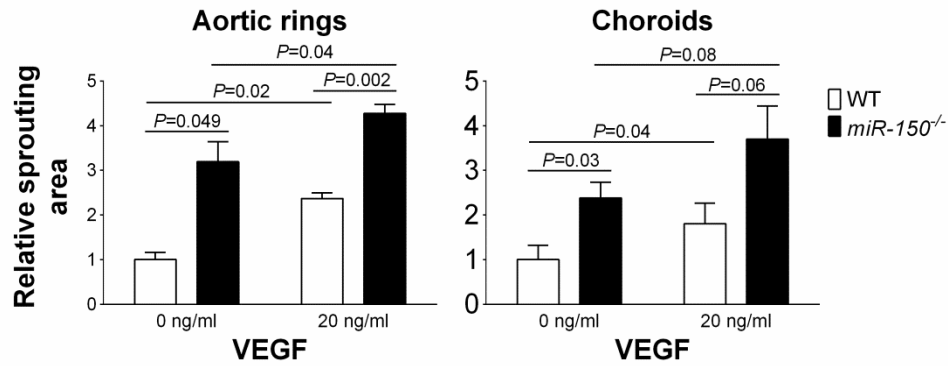 Aortic rings
P=0.04
P=0.02
P=0.002
P=0.049
Relative sprouting
area
5
4
3
2
1
0
0 ng/ml
20 ng/ml
VEGF
Choroids
P=0.08
P=0.06
P=0.04
P=0.03
5
4
3
2
1
0
0 ng/ml
20 ng/ml
VEGF
WT
miR-150-/-